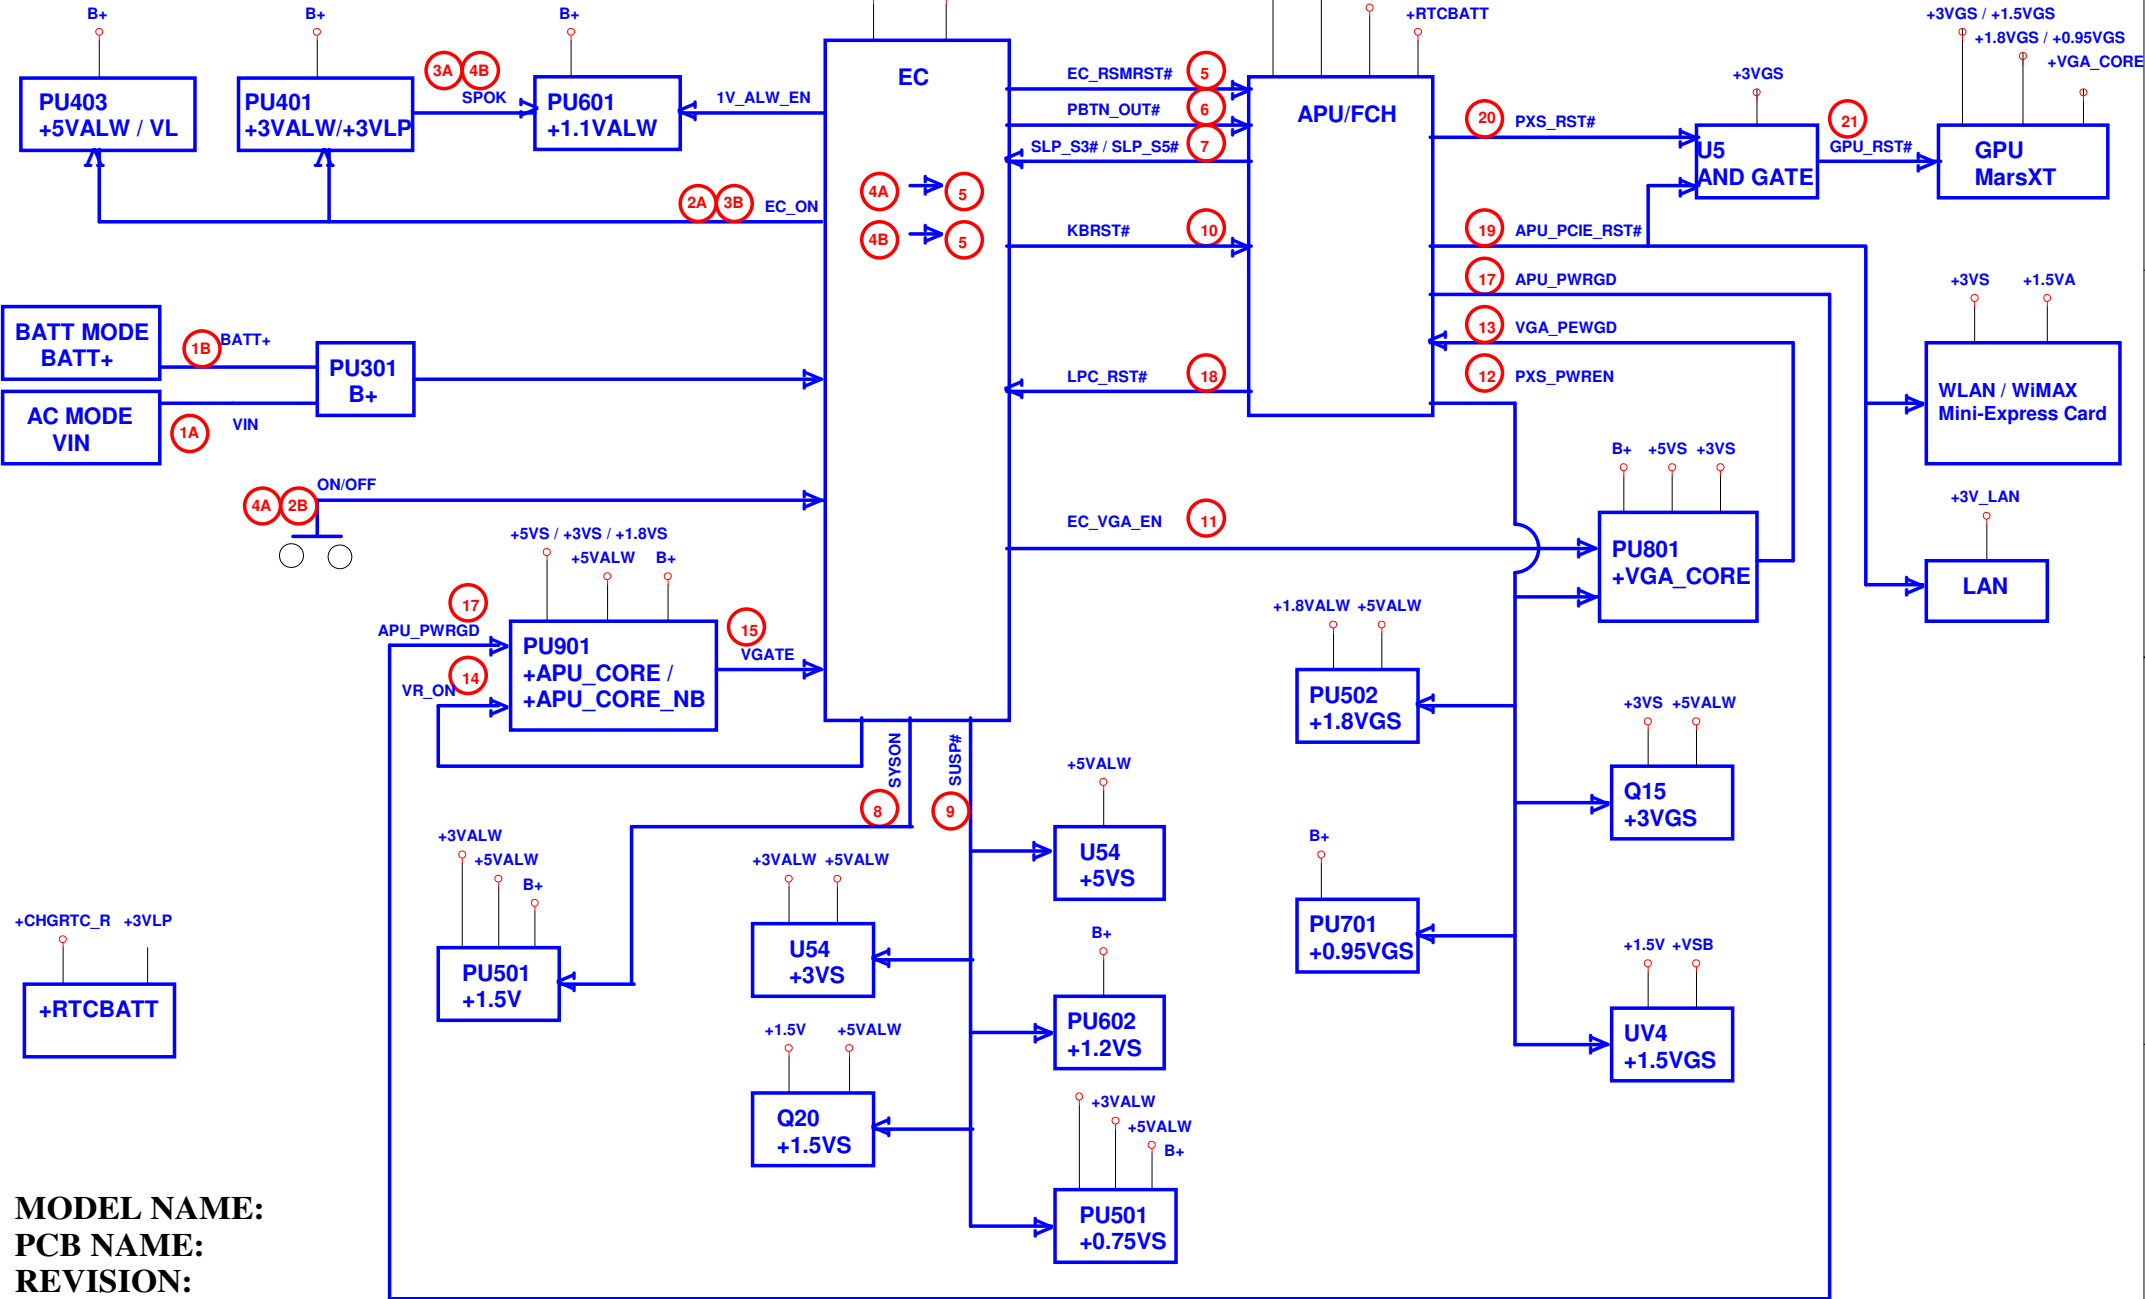 B+
B+
B+
+RTCBATT
+3VGS / +1.5VGS
+1.8VGS / +0.95VGS
+VGA_CORE
+3VGS
PU403
+5VALW / VL
PU401
+3VALW/+3VLP
3A
4B
SPOK
PU601
+1.1VALW
1V_ALW_EN
EC
EC_RSMRST#
5
PBTN_OUT#
6
SLP_S3# / SLP_S5#
7
APU/FCH
20
PXS_RST#
U5
AND GATE
21
GPU_RST#
GPU
MarsXT
2A
3B
EC_ON
4A
5
4B
5
KBRST#
10
19
APU_PCIE_RST#
17
APU_PWRGD
13
VGA_PEWGD
12
PXS_PWREN
+3VS
+1.5VA
WLAN / WiMAX
Mini-Express Card
BATT MODE
BATT+
1B
BATT+
PU301
B+
AC MODE
VIN
1A
VIN
LPC_RST#
18
ON/OFF
4A
2B
EC_VGA_EN
11
B+
+5VS
+3VS
PU801
+VGA_CORE
+3V_LAN
LAN
+5VS / +3VS / +1.8VS
+5VALW
B+
17
APU_PWRGD
14
VR_ON
PU901
+APU_CORE /
+APU_CORE_NB
15
VGATE
+1.8VALW
+5VALW
PU502
+1.8VGS
+3VS
+5VALW
Q15
+3VGS
SYSON
SUSP#
8
9
+5VALW
U54
+5VS
+3VALW
+5VALW
B+
PU501
+1.5V
+3VALW
+5VALW
U54
+3VS
B+
PU701
+0.95VGS
B+
PU602
+1.2VS
+1.5V
+VSB
UV4
+1.5VGS
+CHGRTC_R
+3VLP
+RTCBATT
+1.5V
+5VALW
Q20
+1.5VS
+3VALW
+5VALW
B+
PU501
+0.75VS
MODEL NAME:
PCB NAME:
REVISION: